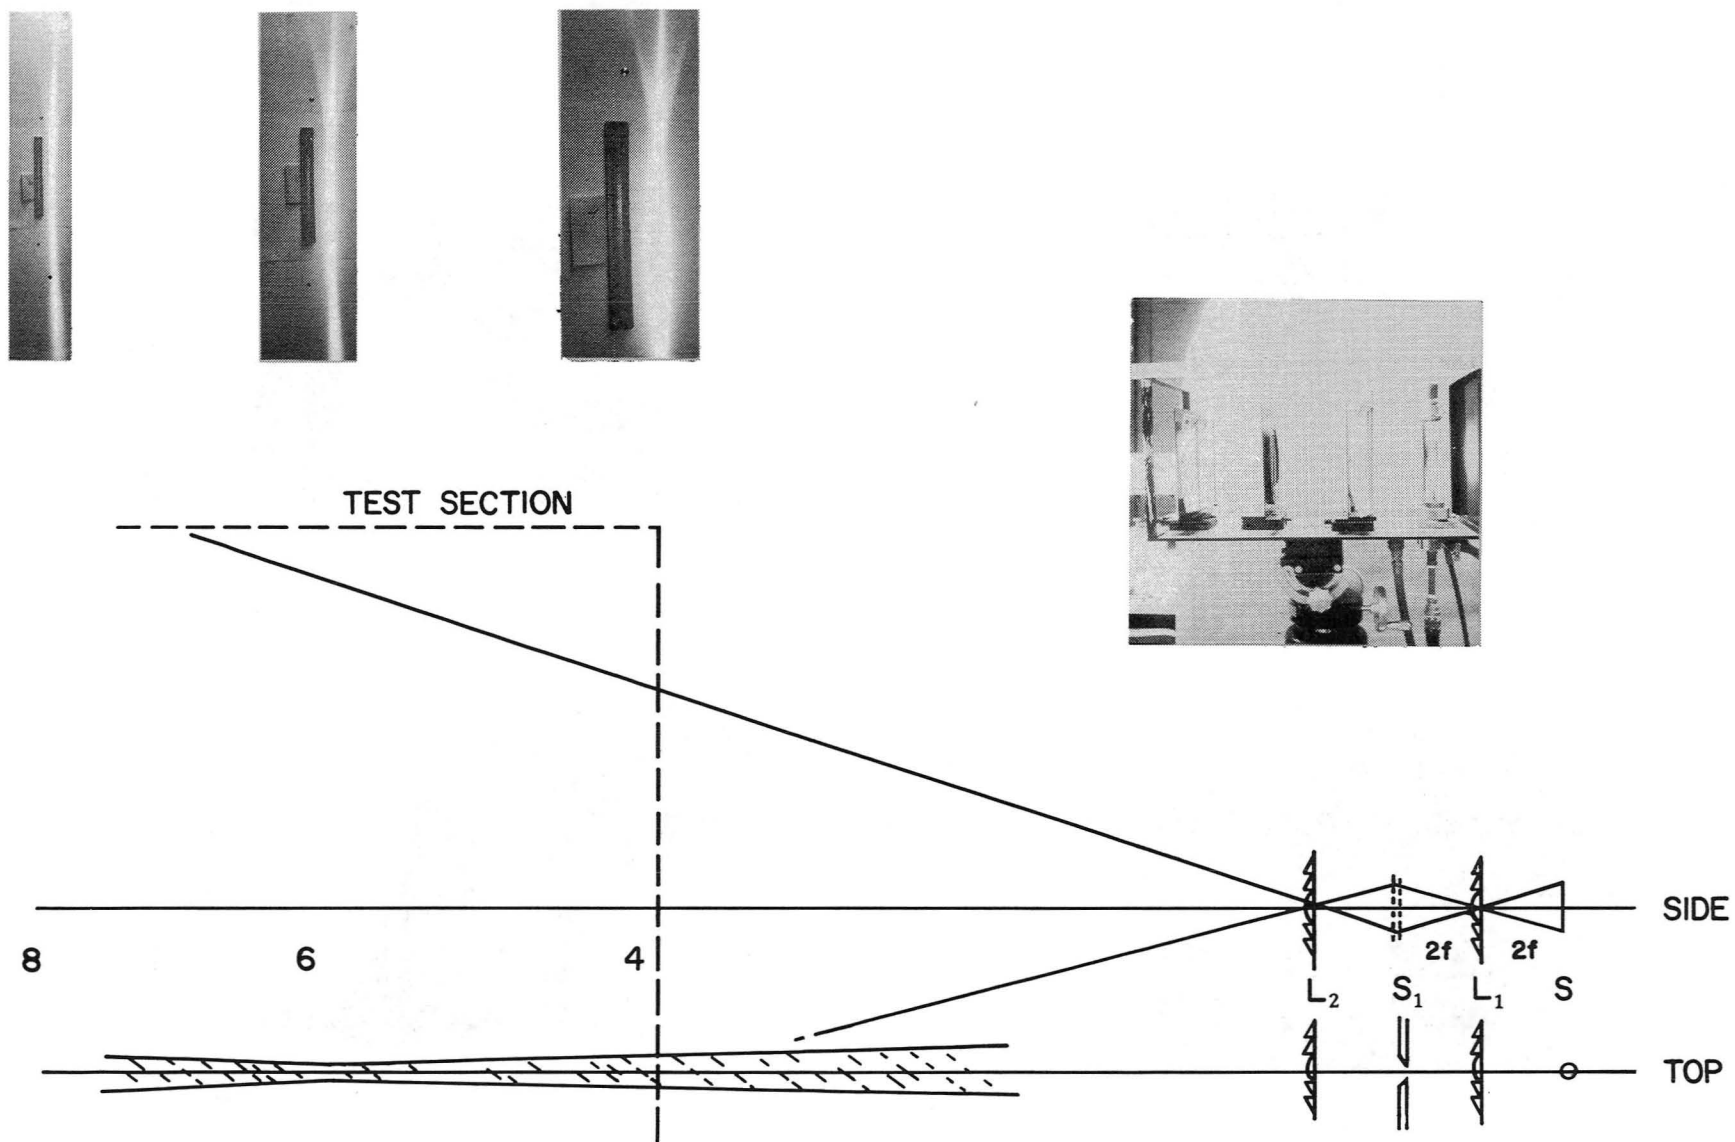 TEST SECTION
SIDE
8 6 4
2f 2f
L₂ S₁ L₁ S
TOP